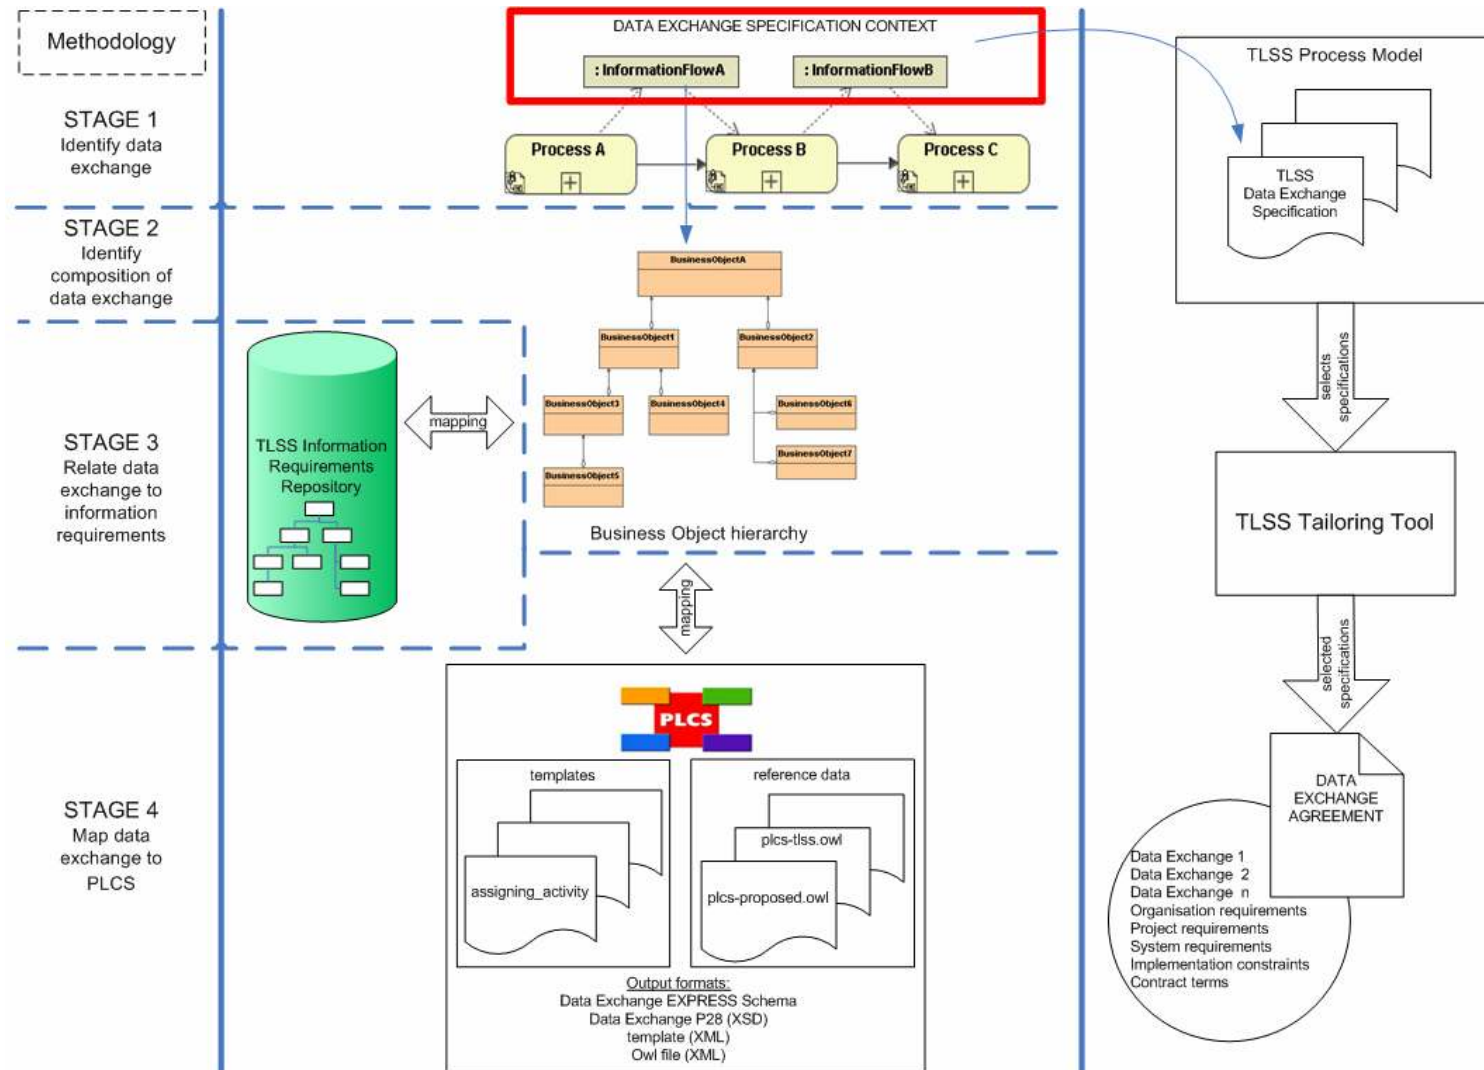 Methodology
STAGE 1
Identify data
exchange
STAGE 2
Identify
composition of
data exchange
STAGE 3
Relate data
exchange to
information
requirements
STAGE 4
Map data
exchange to
PLCS
DATA EXCHANGE SPECIFICATION CONTEXT
: InformationFlowA
: InformationFlowB
Process A
Process B
Process C
BusinessObjectA
BusinessObject1
BusinessObject2
BusinessObject3
BusinessObject4
BusinessObject6
BusinessObject5
BusinessObject7
Business Object hierarchy
TLSS Information
Requirements
Repository
mapping
mapping
PLCS
templates
assigning_activity
reference data
plcs-tlss.owl
plcs-proposed.owl
Output formats:
Data Exchange EXPRESS Schema
Data Exchange P28 (XSD)
template (XML)
Owl file (XML)
TLSS Process Model
TLSS
Data Exchange
Specification
selects
specifications
TLSS Tailoring Tool
selected
specifications
DATA
EXCHANGE
AGREEMENT
Data Exchange 1
Data Exchange 2
Data Exchange n
Organisation requirements
Project requirements
System requirements
Implementation constraints
Contract terms